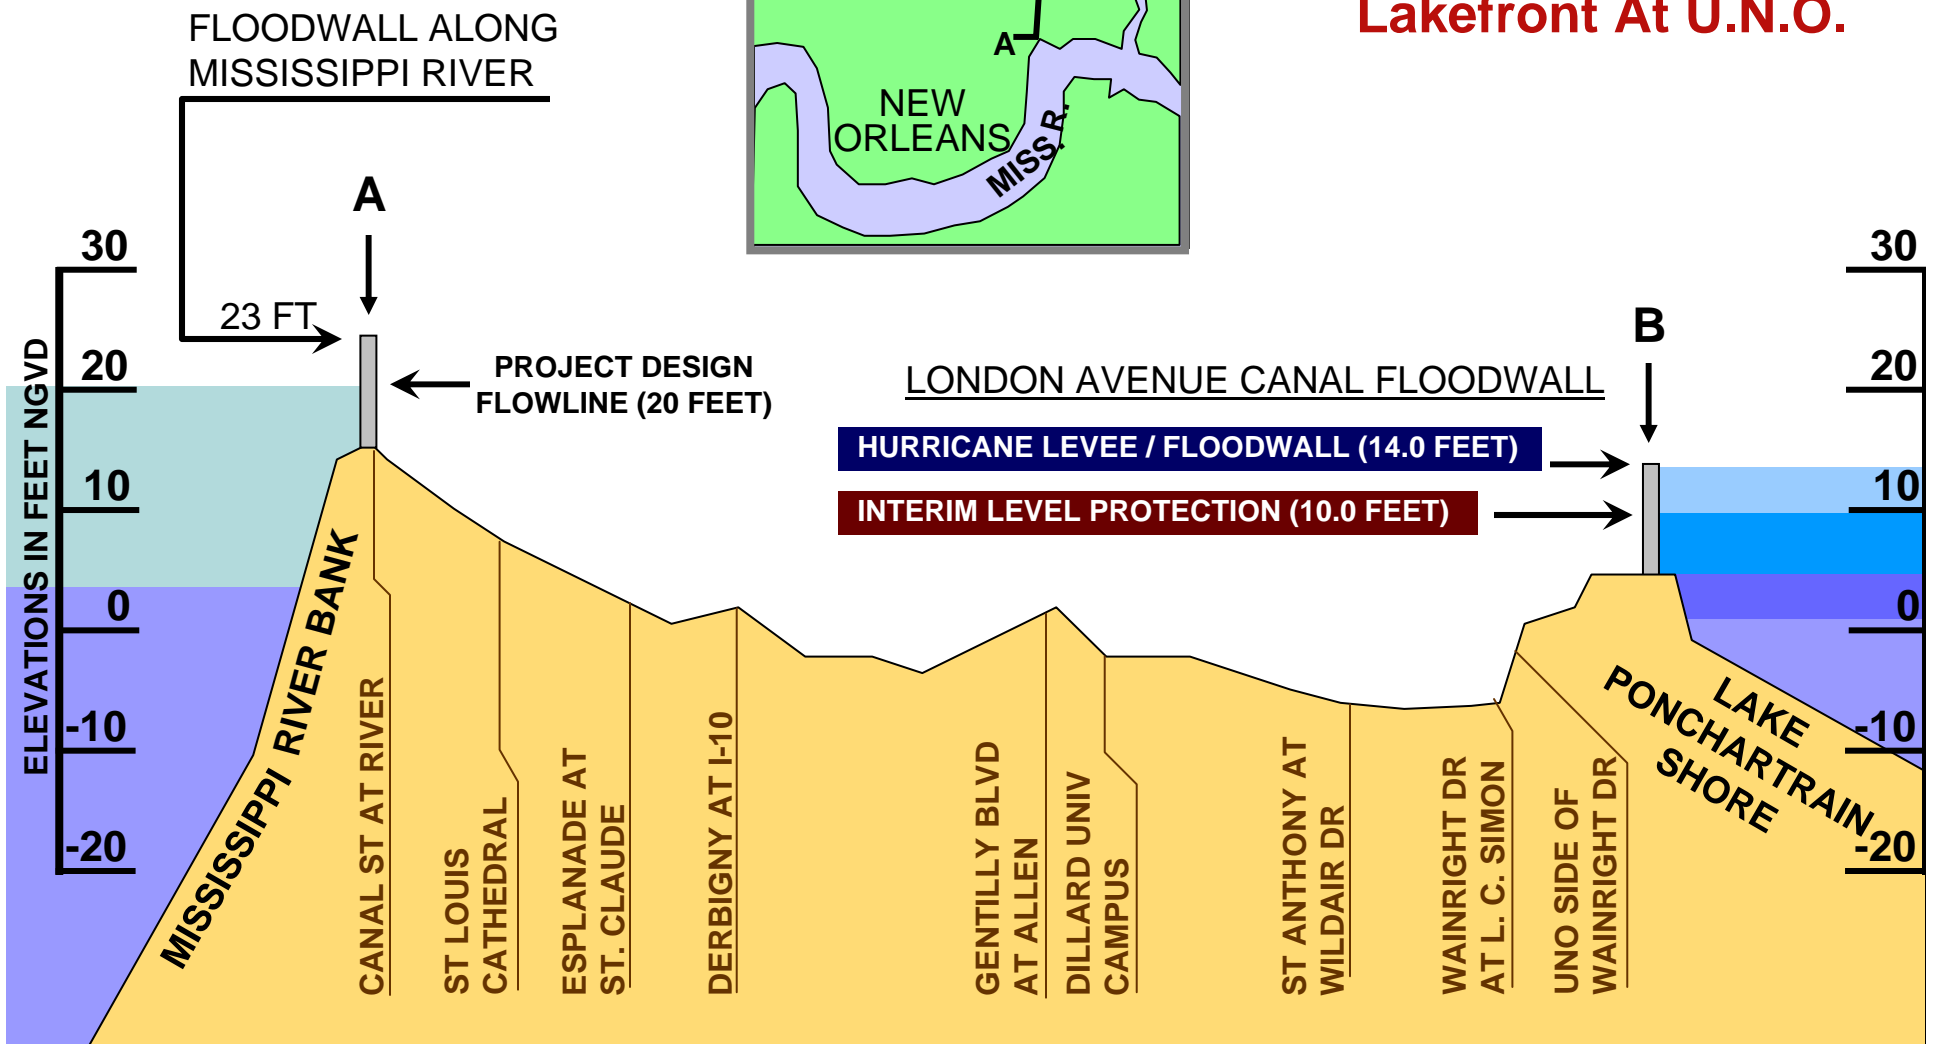 Lakefront At U.N.O.
FLOODWALL ALONG
MISSISSIPPI RIVER
A
NEW
ORLEANS
MISS. R.
A
23 FT
30
20
10
0
-10
-20
ELEVATIONS IN FEET NGVD
PROJECT DESIGN
FLOWLINE (20 FEET)
LONDON AVENUE CANAL FLOODWALL
HURRICANE LEVEE / FLOODWALL (14.0 FEET)
INTERIM LEVEL PROTECTION (10.0 FEET)
B
30
20
10
0
-10
-20
MISSISSIPPI RIVER BANK
CANAL ST AT RIVER
ST LOUIS
CATHEDRAL
ESPLANADE AT
ST. CLAUDE
DERBIGNY AT I-10
GENTILLY BLVD
AT ALLEN
DILLARD UNIV
CAMPUS
ST ANTHONY AT
WILDAIR DR
WAINRIGHT DR
AT L. C. SIMON
UNO SIDE OF
WAINRIGHT DR
LAKE
PONCHARTRAIN
SHORE